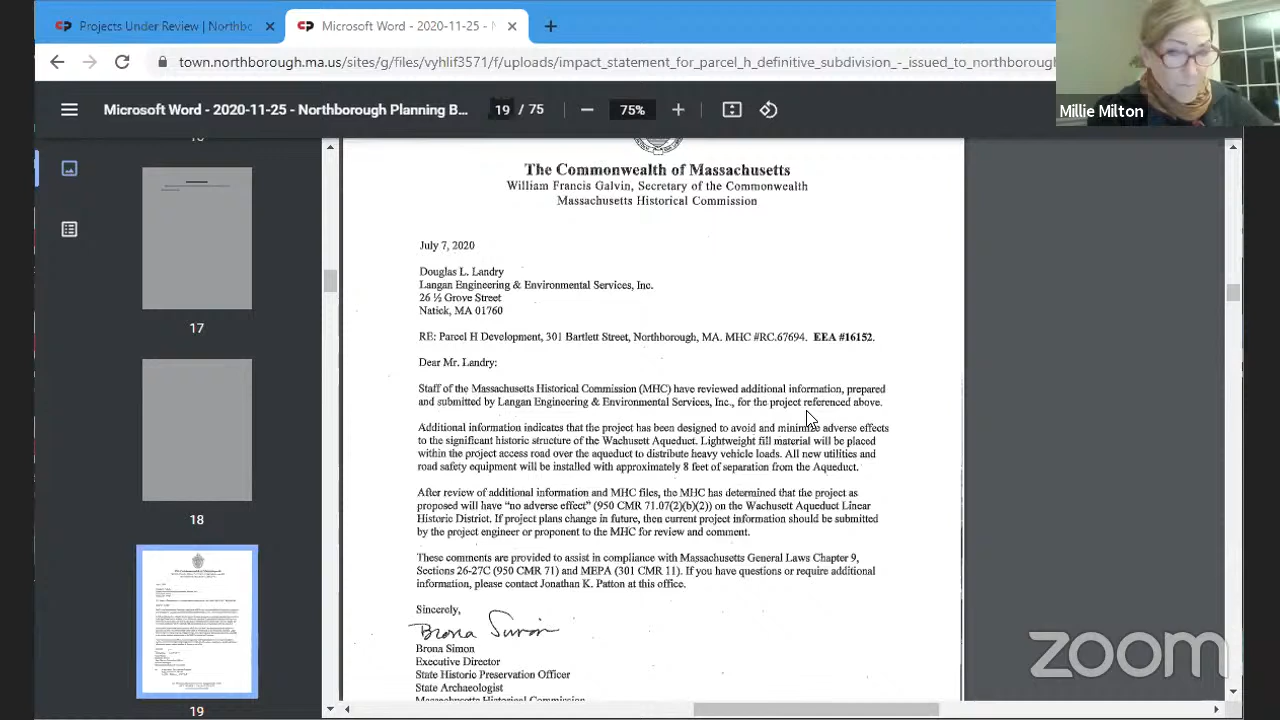 Projects Under Review | Northbo
Microsoft Word - 2020-11-25 -
town.northborough.ma.us/sites/g/files/vyhlif3571/f/uploads/impact_statement_for_parcel_h_definitive_subdivision_-_issued_to_northborou
Microsoft Word - 2020-11-25 - Northborough Planning B...
19 / 75
75%
Millie Milton
17
18
19
The Commonwealth of Massachusetts
William Francis Galvin, Secretary of the Commonwealth
Massachusetts Historical Commission
July 7, 2020
Douglas L. Landry
Langan Engineering & Environmental Services, Inc.
26 ½ Grove Street
Natick, MA 01760
RE: Parcel H Development, 301 Bartlett Street, Northborough, MA. MHC #RC.67694. EEA #16152.
Dear Mr. Landry:
Staff of the Massachusetts Historical Commission (MHC) have reviewed additional information, prepared
and submitted by Langan Engineering & Environmental Services, Inc., for the project referenced above.
Additional information indicates that the project has been designed to avoid and minimize adverse effects
to the significant historic structure of the Wachusett Aqueduct. Lightweight fill material will be placed
within the project access road over the aqueduct to distribute heavy vehicle loads. All new utilities and
road safety equipment will be installed with approximately 8 feet of separation from the Aqueduct.
After review of additional information and MHC files, the MHC has determined that the project as
proposed will have "no adverse effect" (950 CMR 71.07(2)(b)(2)) on the Wachusett Aqueduct Linear
Historic District. If project plans change in future, then current project information should be submitted
by the project engineer or proponent to the MHC for review and comment.
These comments are provided to assist in compliance with Massachusetts General Laws Chapter 9,
Sections 26-27C (950 CMR 71) and MEPA (301 CMR 11). If you have questions or require additional
information, please contact Jonathan K. Patton at this office.
Sincerely,
Brona Simon
Brona Simon
Executive Director
State Historic Preservation Officer
State Archaeologist
Massachusetts Historical Commission
zoom